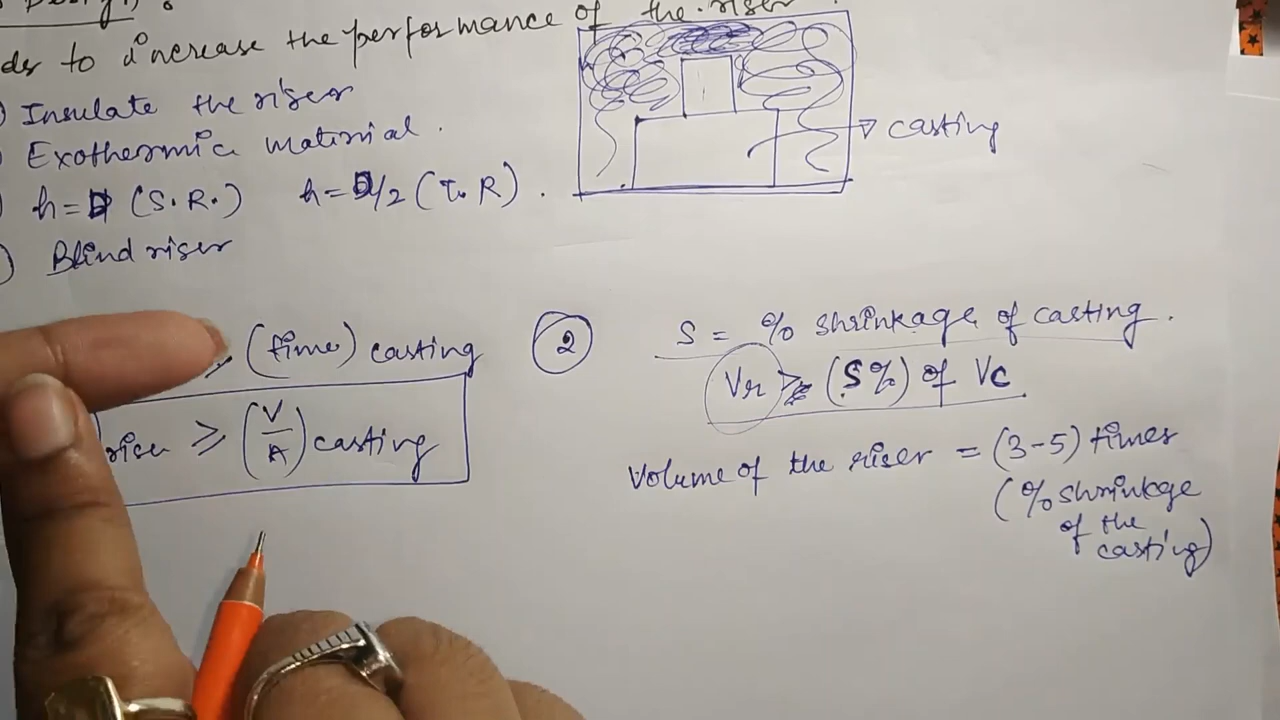 Design :
ds to increase the performance of the riser .
) Insulate the riser
) Exothermic material .
) h=D (S.R.) h=D/2 (T.R) .
) Blind riser
casting
(time) casting
riser ≥ (V/A) casting
2
S = % shrinkage of casting .
Vr ≥ (S%) of Vc
Volume of the riser = (3-5) times
(% shrinkage
of the
casting)